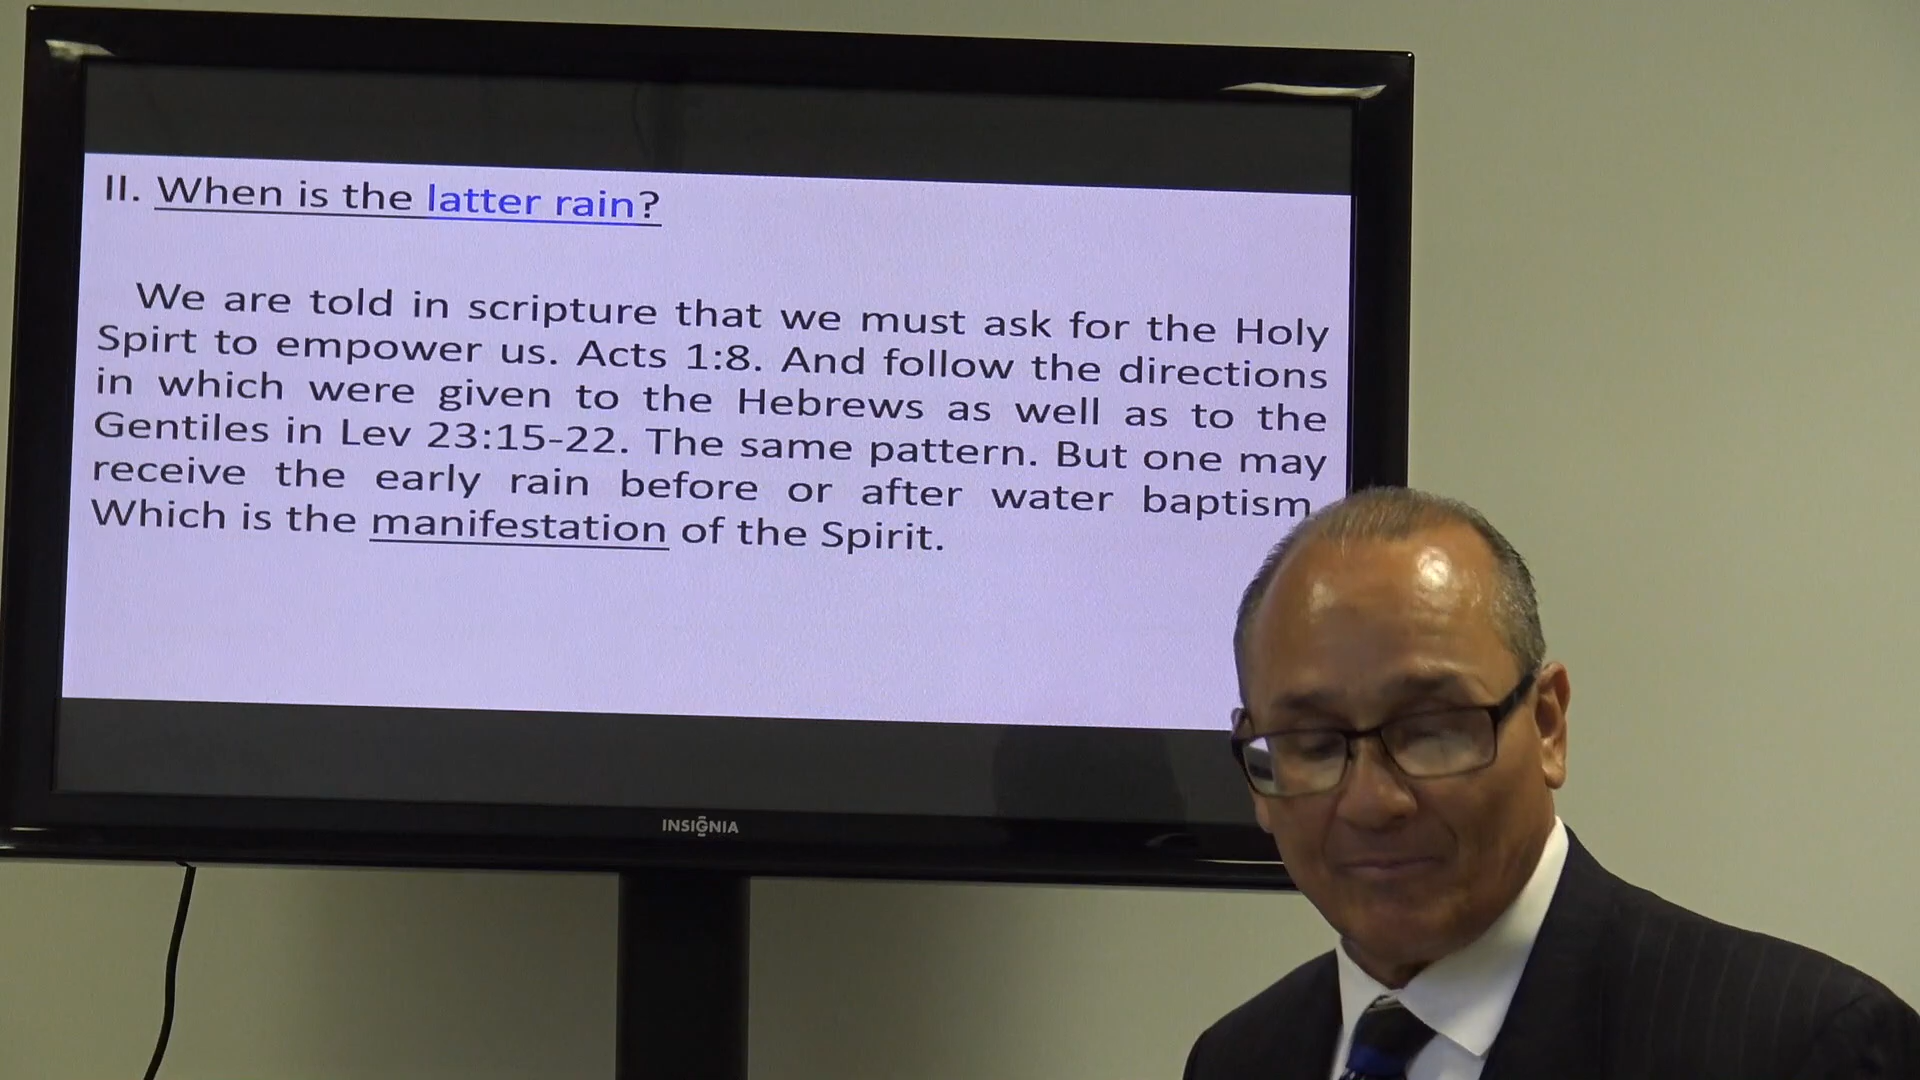 II. When is the latter rain?
We are told in scripture that we must ask for the Holy
Spirt to empower us. Acts 1:8. And follow the directions
in which were given to the Hebrews as well as to the
Gentiles in Lev 23:15-22. The same pattern. But one may
receive the early rain before or after water baptism.
Which is the manifestation of the Spirit.
INSIGNIA